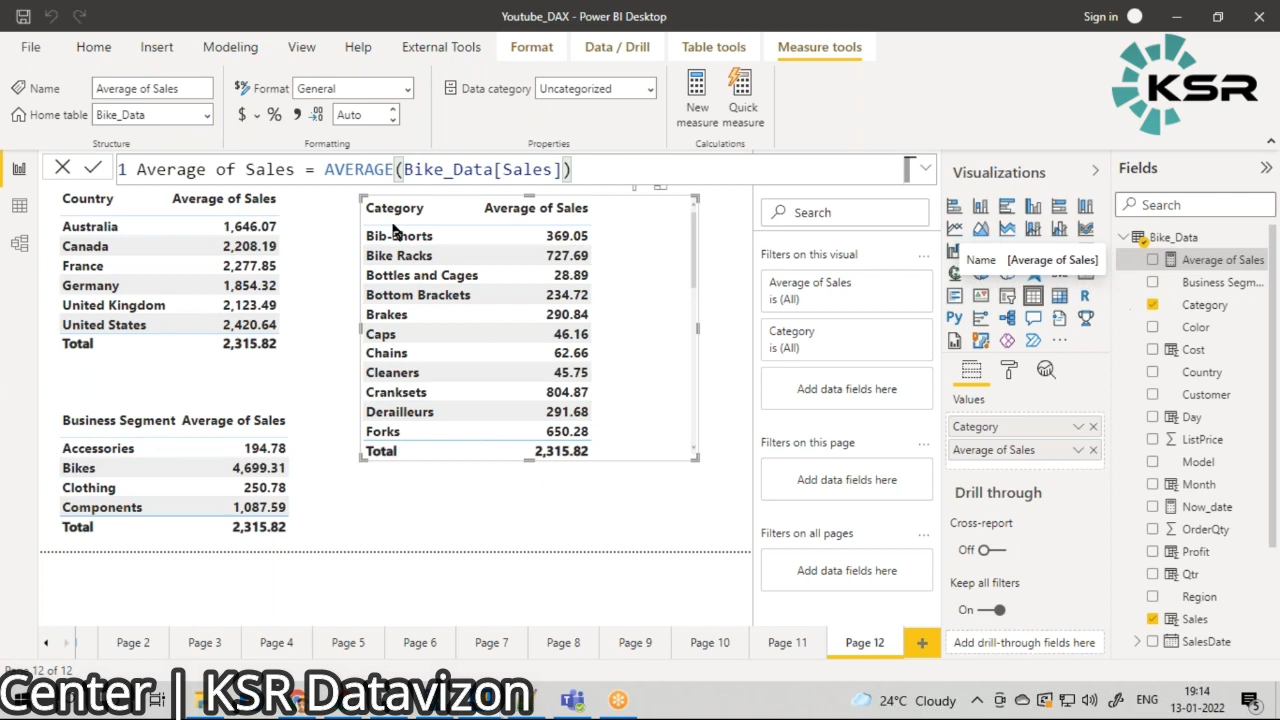 Youtube_DAX - Power BI Desktop
Sign in
File Home Insert Modeling View Help External Tools Format Data / Drill Table tools Measure tools
KSR
Name Average of Sales
Home table Bike_Data
Structure
Format General
$ % Auto
Formatting
Data category Uncategorized
Properties
New measure
Quick measure
Calculations
1 Average of Sales = AVERAGE(Bike_Data[Sales])
Country Average of Sales
Australia 1,646.07
Canada 2,208.19
France 2,277.85
Germany 1,854.32
United Kingdom 2,123.49
United States 2,420.64
Total 2,315.82
Business Segment Average of Sales
Accessories 194.78
Bikes 4,699.31
Clothing 250.78
Components 1,087.59
Total 2,315.82
Category Average of Sales
Bib-Shorts 369.05
Bike Racks 727.69
Bottles and Cages 28.89
Bottom Brackets 234.72
Brakes 290.84
Caps 46.16
Chains 62.66
Cleaners 45.75
Cranksets 804.87
Derailleurs 291.68
Forks 650.28
Total 2,315.82
Search
Filters on this visual
Average of Sales
is (All)
Category
is (All)
Add data fields here
Filters on this page
Add data fields here
Filters on all pages
Add data fields here
Visualizations
Name [Average of Sales]
R
Py
Values
Category
Average of Sales
Drill through
Cross-report
Off
Keep all filters
On
Add drill-through fields here
Fields
Search
Bike_Data
Average of Sales
Business Segm...
Category
Color
Cost
Country
Customer
Day
ListPrice
Model
Month
Now_date
OrderQty
Profit
Qtr
Region
Sales
SalesDate
Page 2 Page 3 Page 4 Page 5 Page 6 Page 7 Page 8 Page 9 Page 10 Page 11 Page 12
Page 12 of 12
Center | KSR Datavizon
24°C Cloudy
ENG
19:14
13-01-2022
5